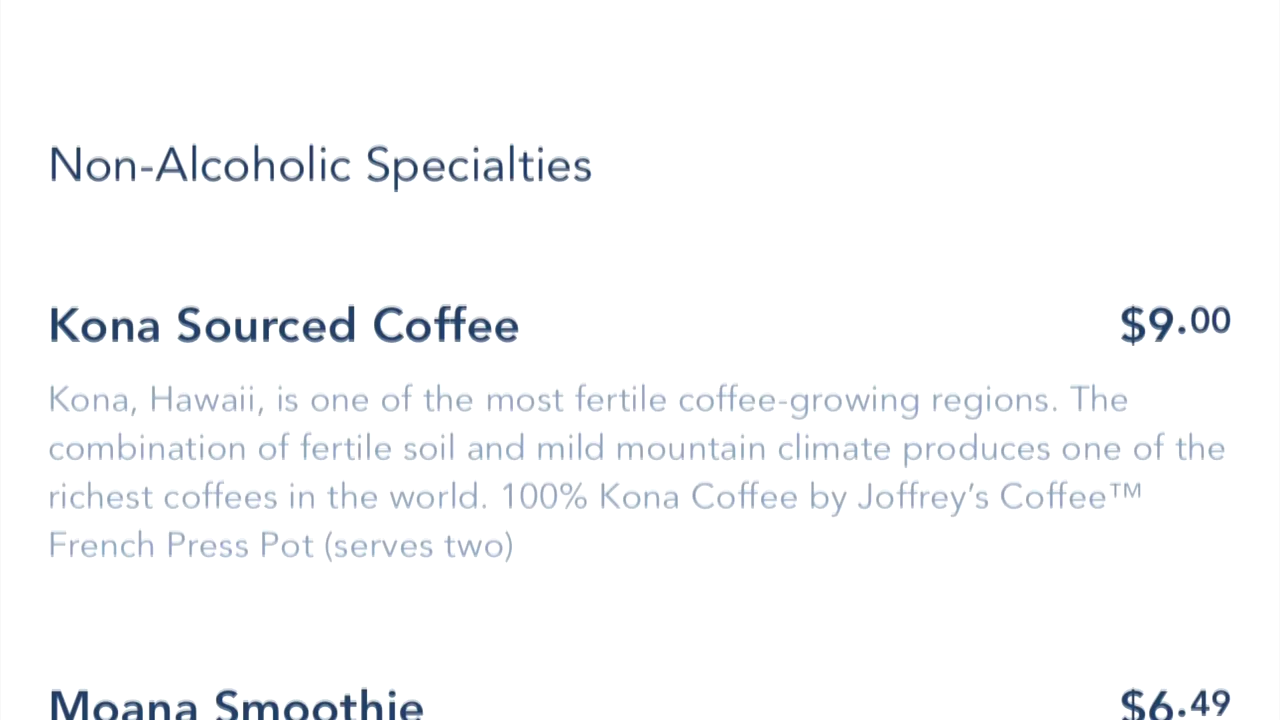 Non-Alcoholic Specialties
Kona Sourced Coffee $9.00
Kona, Hawaii, is one of the most fertile coffee-growing regions. The
combination of fertile soil and mild mountain climate produces one of the
richest coffees in the world. 100% Kona Coffee by Joffrey’s Coffee™
French Press Pot (serves two)
Moana Smoothie $6.49